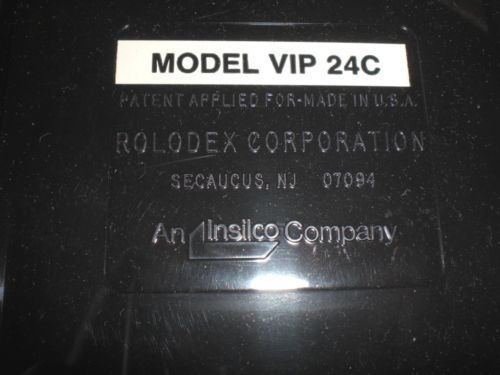 MODEL VIP 24C
PATENT APPLIED FOR-MADE IN U.S.A.
ROLODEX CORPORATION
SECAUCUS, NJ 07094
An Insilco Company